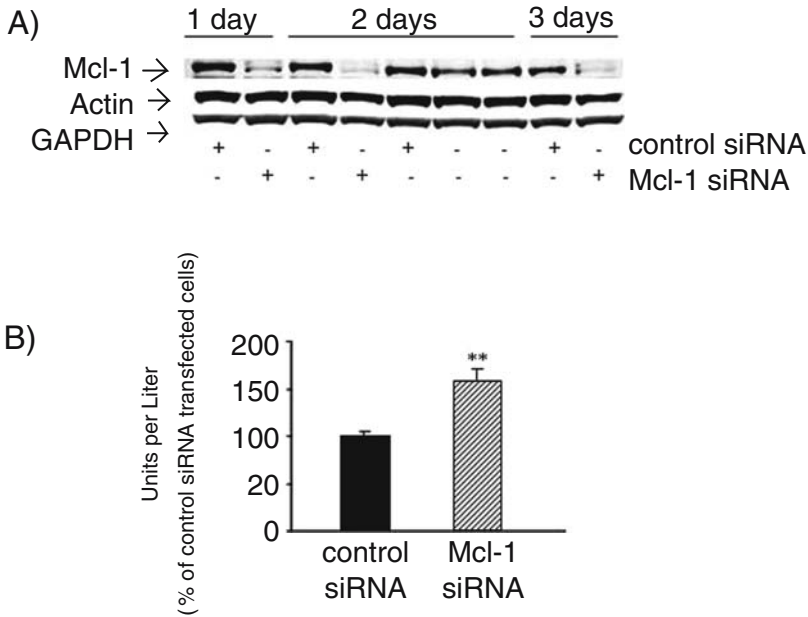 A)
1 day 2 days 3 days
Mcl-1 →
Actin →
GAPDH →
+ - + - + - - + - control siRNA
- + - + - - - - + Mcl-1 siRNA
B)
Units per Liter
(% of control siRNA transfected cells)
200
150
100
20
0
**
control siRNA
Mcl-1 siRNA